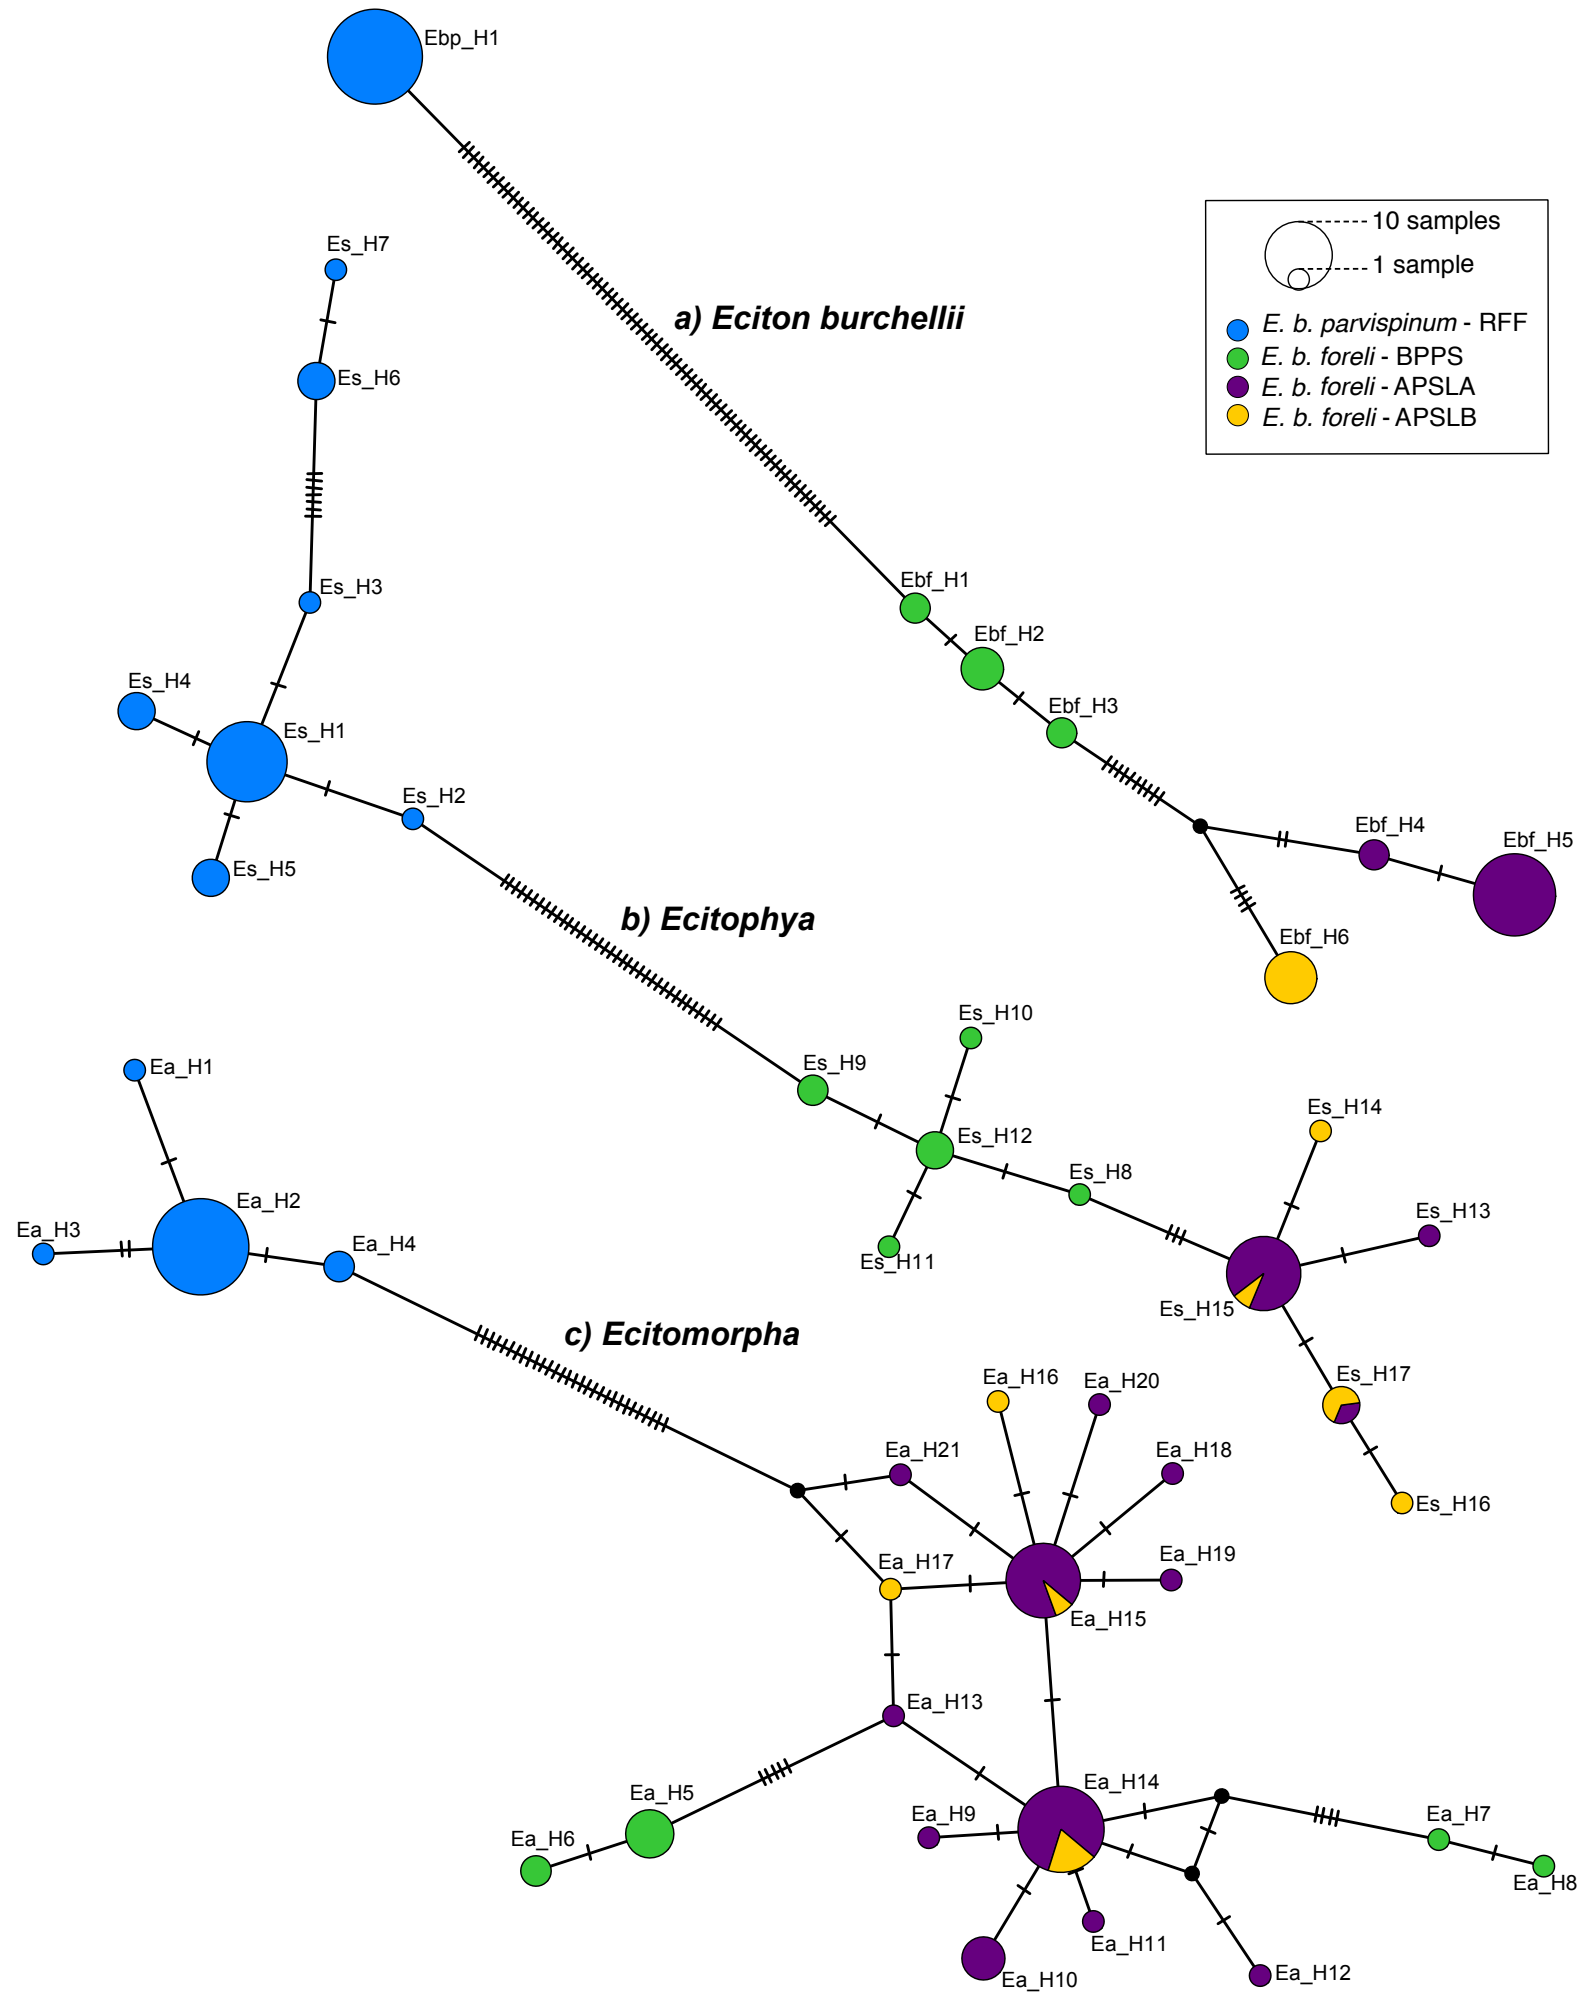 Ebp_H1
10 samples
1 sample
E. b. parvispinum - RFF
E. b. foreli - BPPS
E. b. foreli - APSLA
E. b. foreli - APSLB
a) Eciton burchellii
Ebf_H1
Ebf_H2
Ebf_H3
Ebf_H4
Ebf_H5
Ebf_H6
Es_H7
Es_H6
Es_H3
Es_H4
Es_H1
Es_H2
Es_H5
b) Ecitophya
Es_H10
Es_H9
Es_H12
Es_H8
Es_H11
Es_H14
Es_H13
Es_H15
Es_H17
Es_H16
Ea_H1
Ea_H2
Ea_H3
Ea_H4
c) Ecitomorpha
Ea_H16
Ea_H20
Ea_H21
Ea_H18
Ea_H17
Ea_H19
Ea_H15
Ea_H13
Ea_H14
Ea_H5
Ea_H6
Ea_H9
Ea_H7
Ea_H8
Ea_H11
Ea_H10
Ea_H12